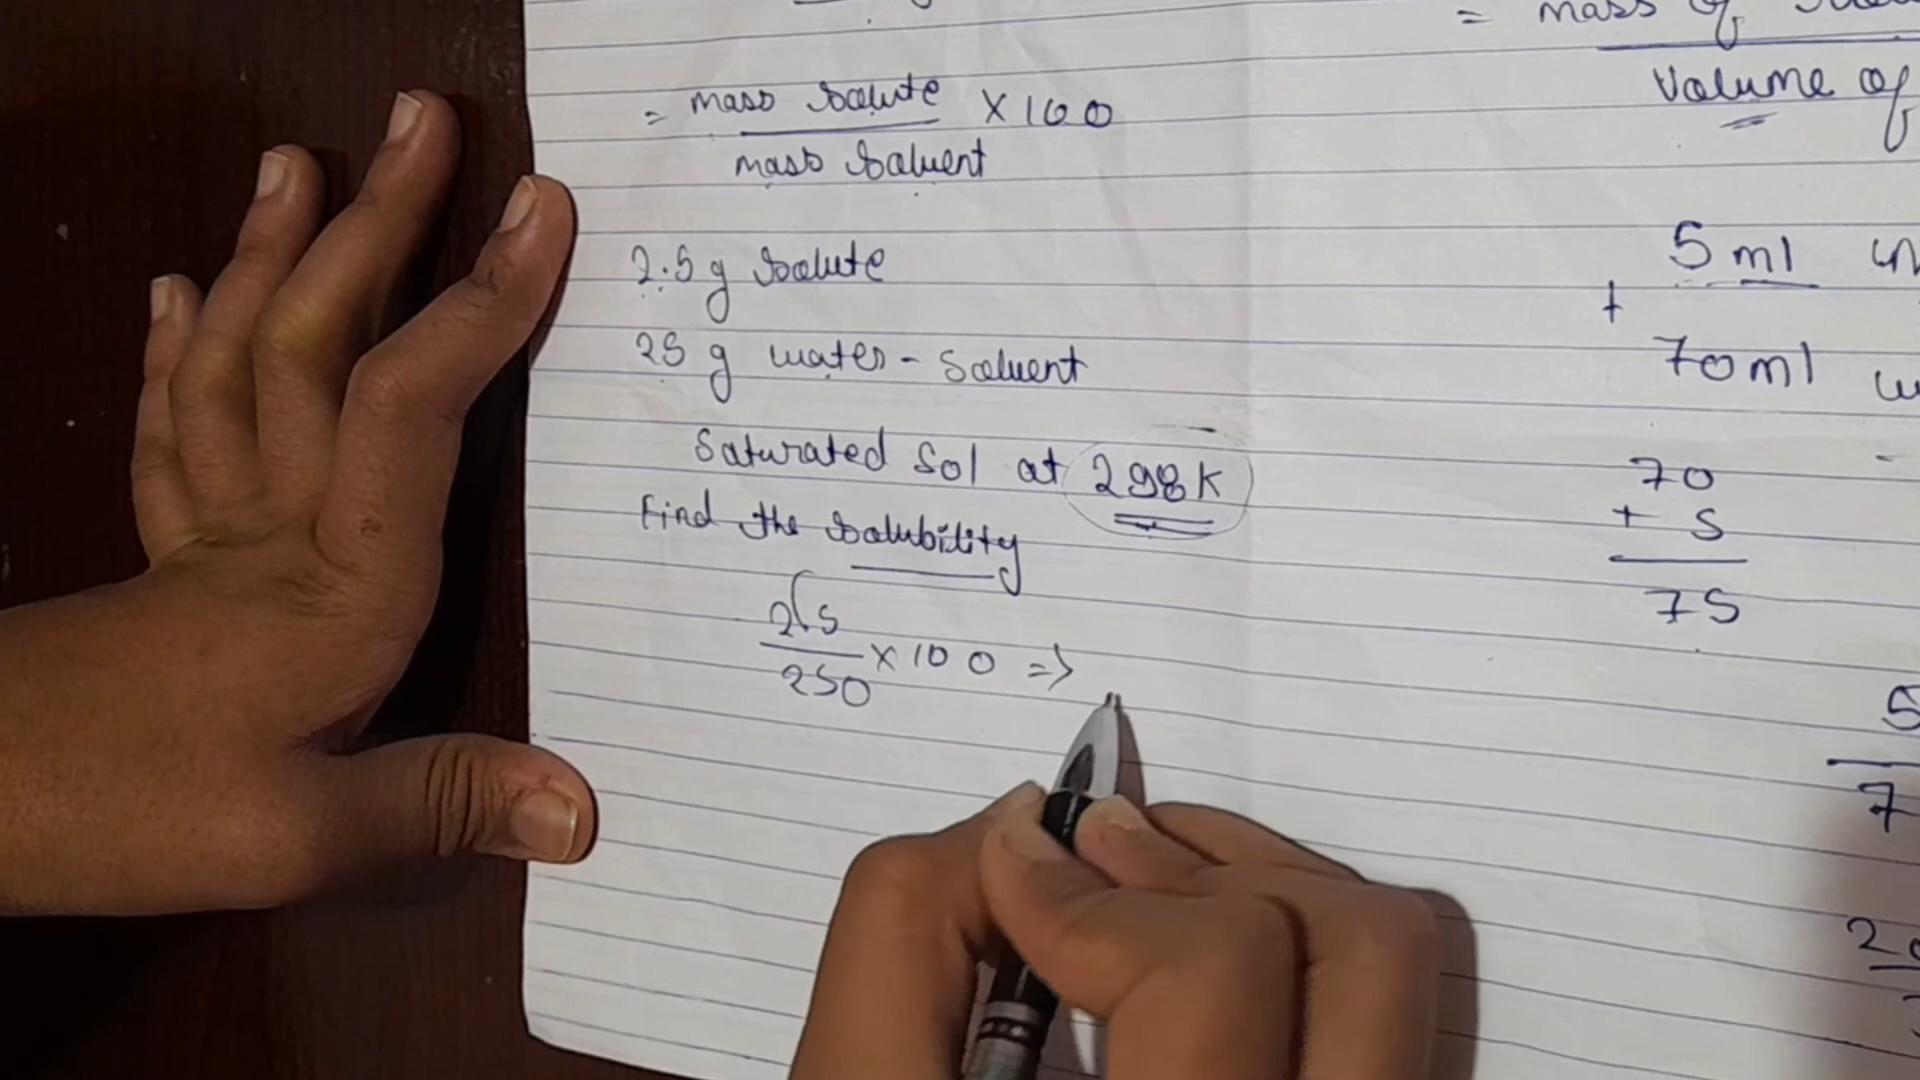 = mass Solute × 100
mass Solvent
2.5 g Solute
25 g water - Solvent
Saturated Sol at 298K
Find the Solubility
2.5
250
× 100 =>
= mass of
Volume of
5 ml in
+
70 ml
70
+ 5
75
5
7